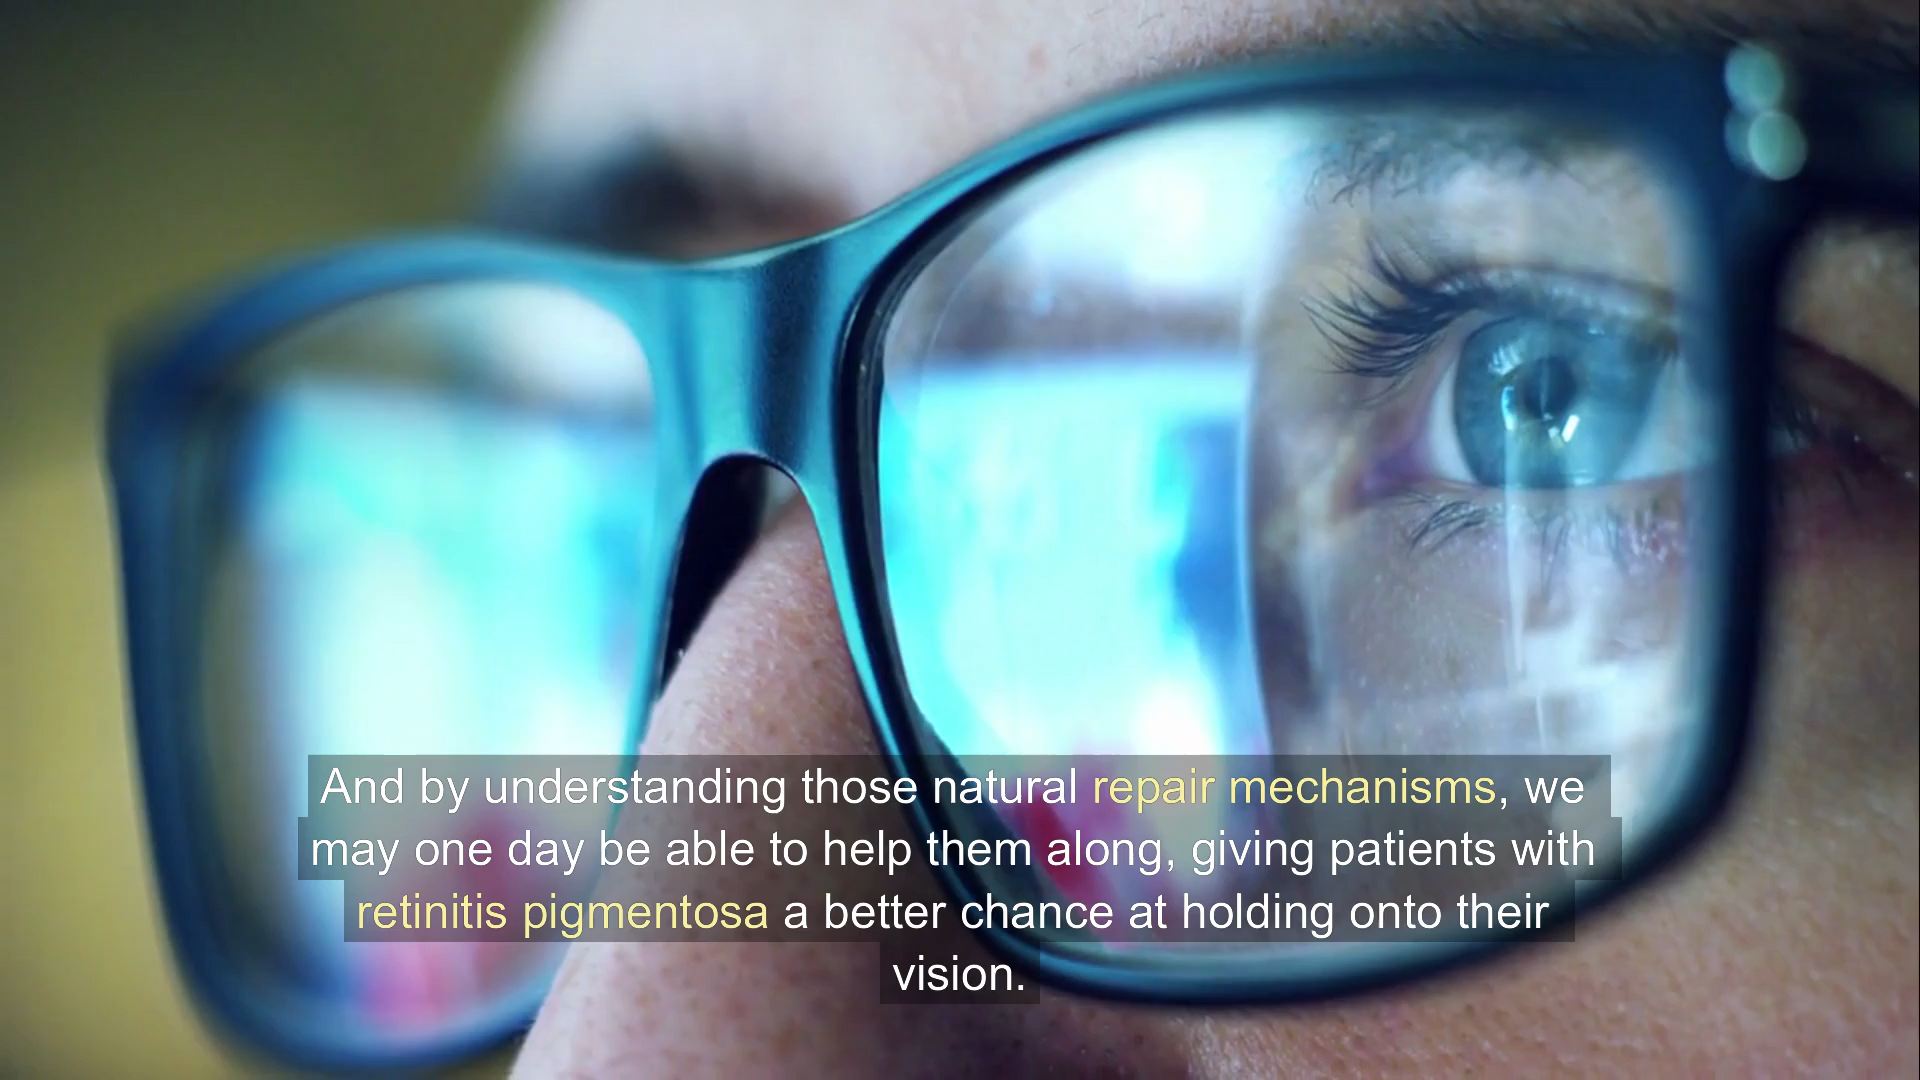 And by understanding those natural repair mechanisms, we
may one day be able to help them along, giving patients with
retinitis pigmentosa a better chance at holding onto their
vision.